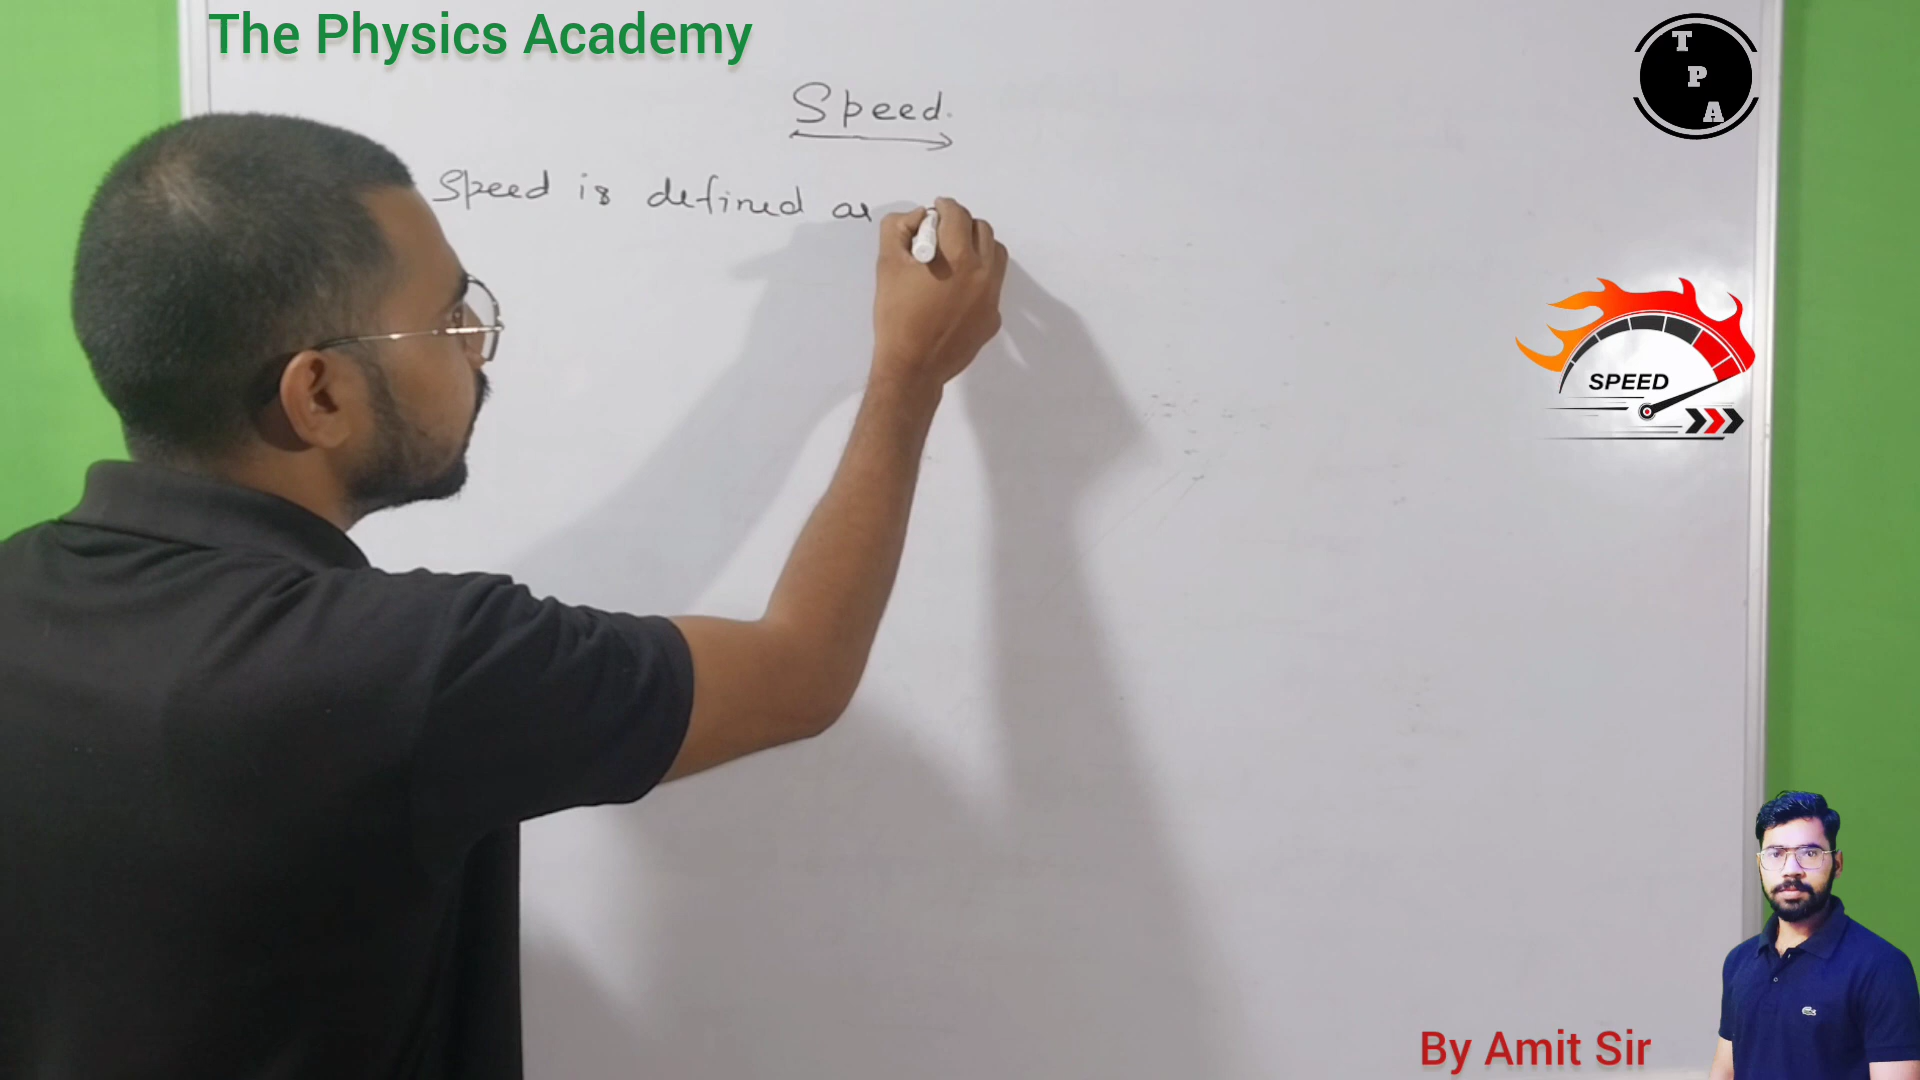 The Physics Academy
T
P
A
Speed.
Speed is defined as
SPEED
By Amit Sir